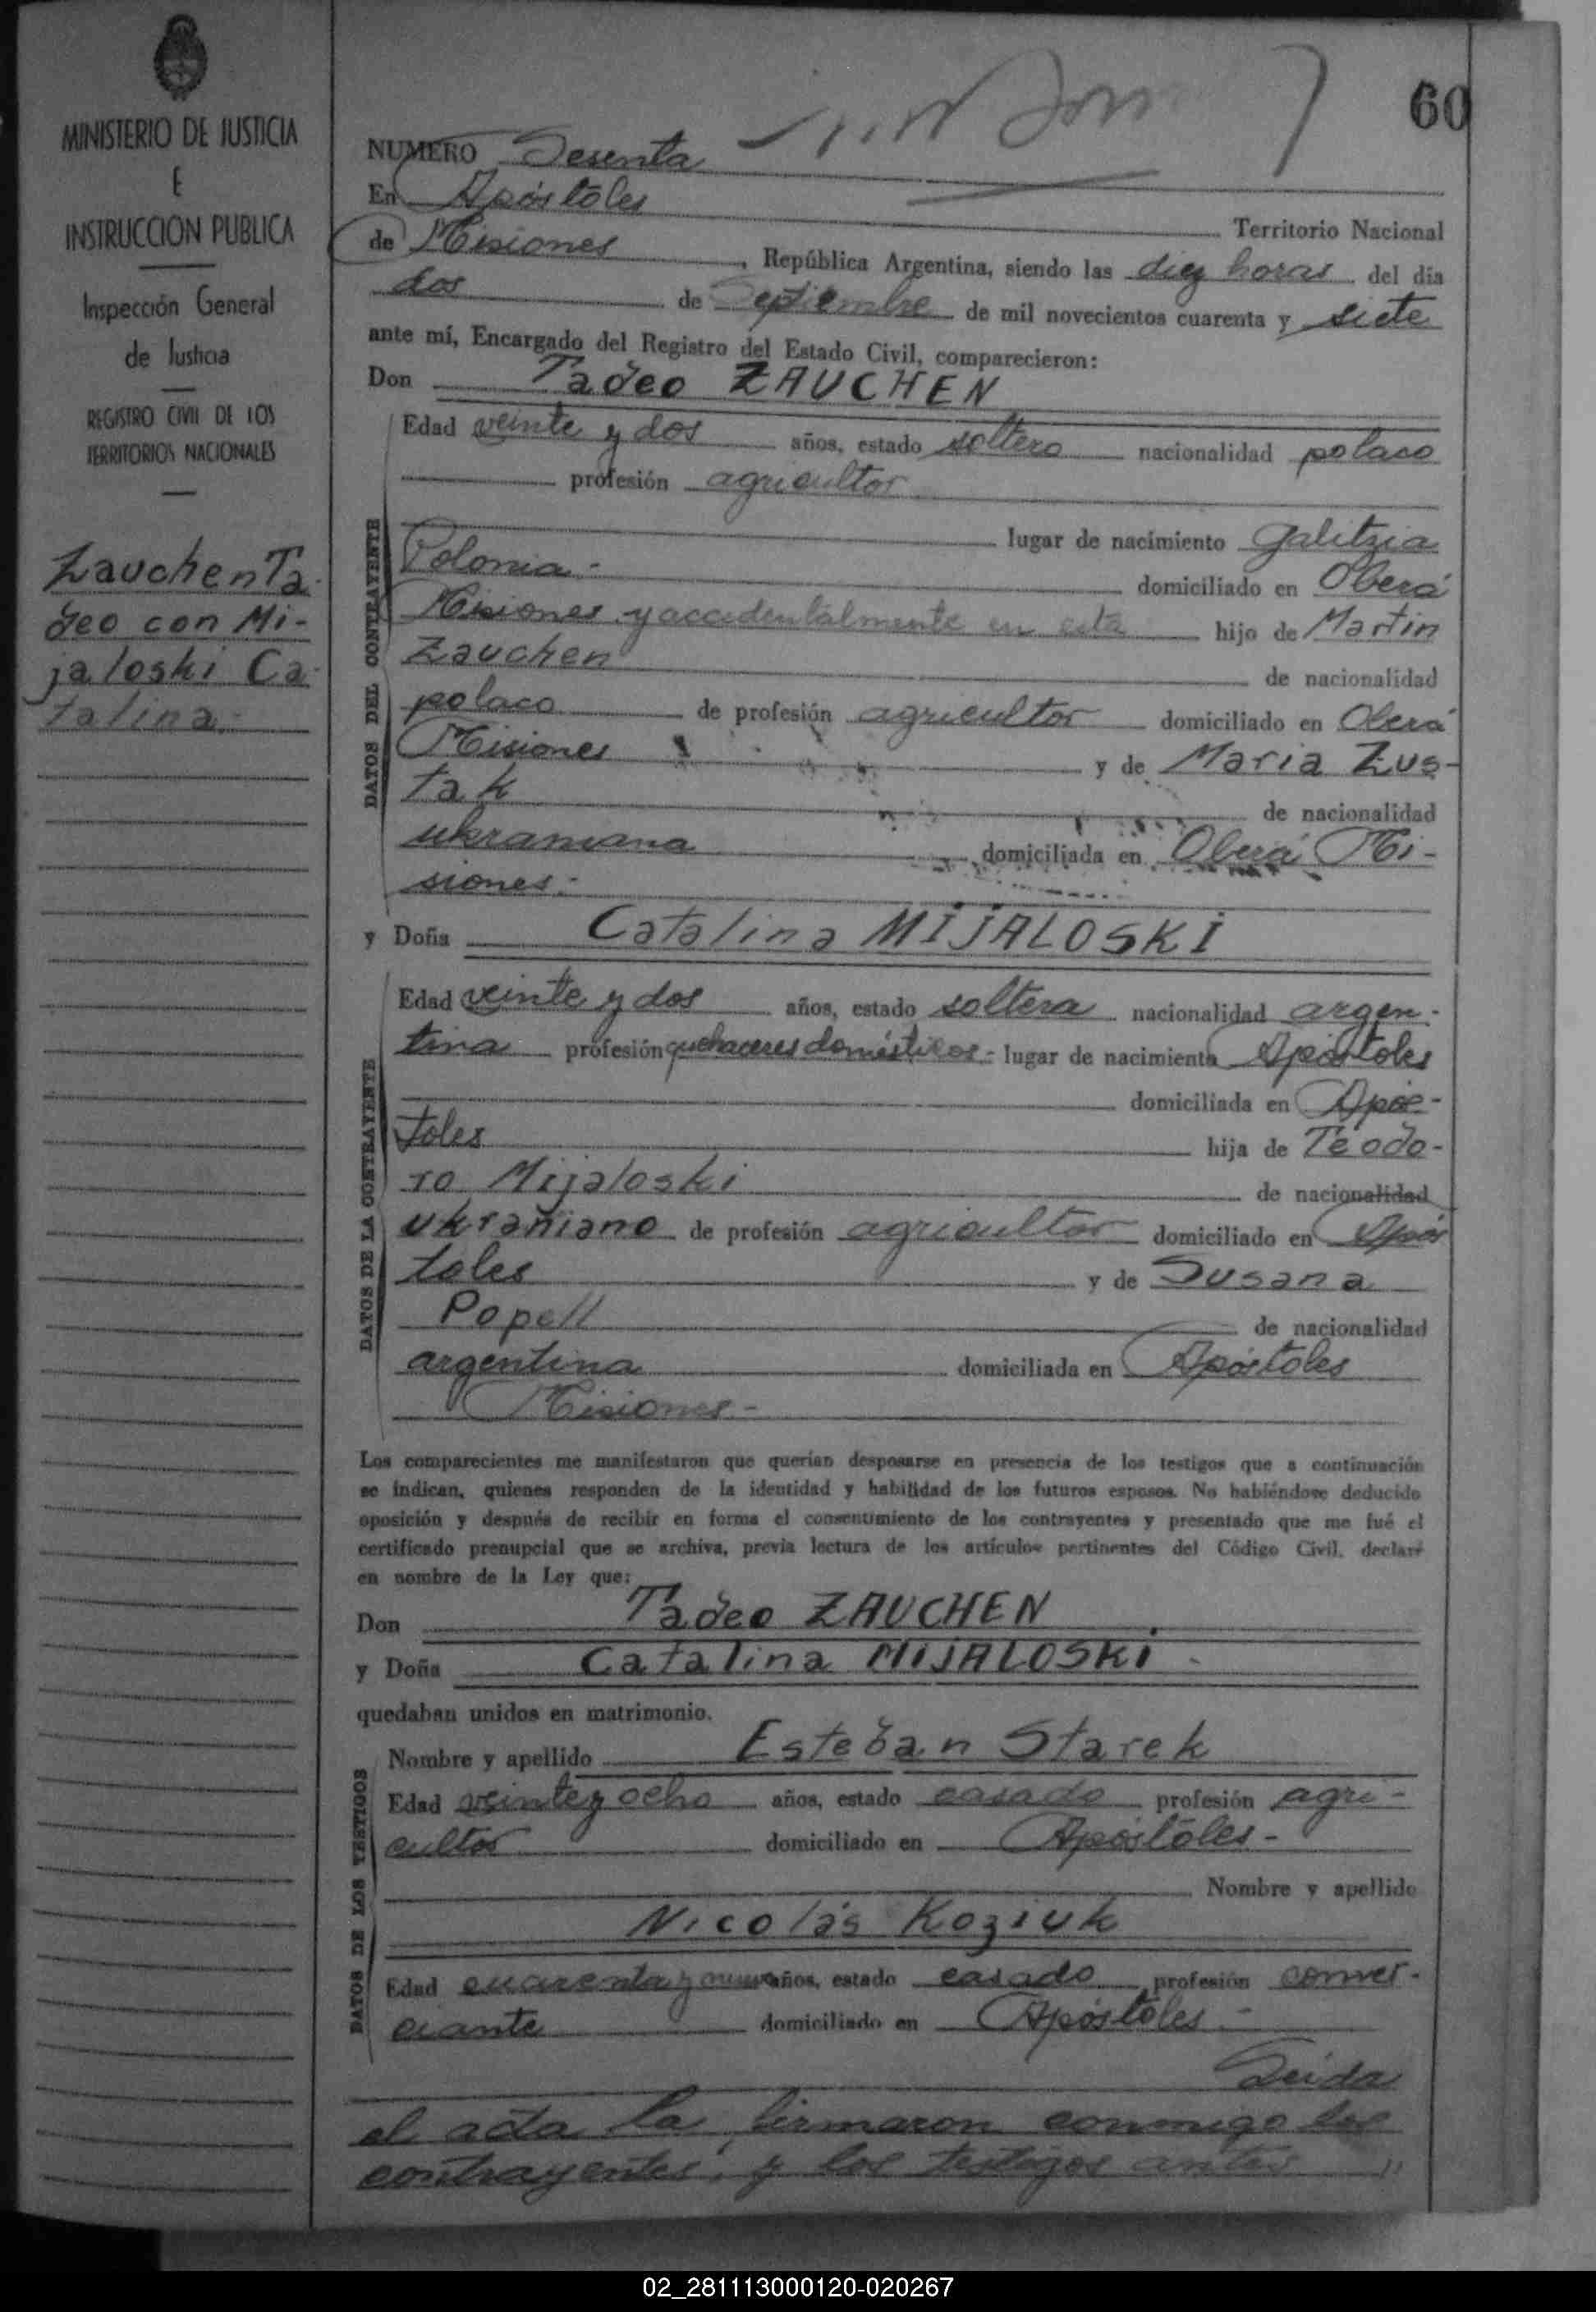 MINISTERIO DE JUSTICIA
E
INSTRUCCION PUBLICA
Inspección General
de Justicia
REGISTRO CIVIL DE LOS
TERRITORIOS NACIONALES
Zauchen Ta-
deo con Mi-
jaloski Ca-
talina.-
60
NUMERO Sesenta
En Apóstoles
Territorio Nacional
de Misiones, República Argentina, siendo las diez horas del día
dos de Septiembre de mil novecientos cuarenta y siete
ante mí, Encargado del Registro del Estado Civil, comparecieron:
Don Tadeo ZAUCHEN
DATOS DEL CONTRAYENTE
Edad veinte y dos años, estado soltero nacionalidad polaco
profesión agricultor
lugar de nacimiento Galitzia
Polonia.- domiciliado en Oberá
Misiones y accidentalmente en esta hijo de Martin
Zauchen de nacionalidad
polaco de profesión agricultor domiciliado en Oberá
Misiones y de Maria Zus-
tak de nacionalidad
ukraniana domiciliada en Oberá Mi-
siones.-
y Doña Catalina MIJALOSKI
DATOS DE LA CONTRAYENTE
Edad veinte y dos años, estado soltera nacionalidad argen-
tina profesión quehaceres domésticos.- lugar de nacimiento Apóstoles
domiciliada en Após-
toles hija de Teodo-
ro Mijaloski de nacionalidad
ukraniano de profesión agricultor domiciliado en Após
toles y de Susana
Popell de nacionalidad
argentina domiciliada en Apóstoles
Misiones.-
Los comparecientes me manifestaron que querían desposarse en presencia de los testigos que a continuación
se indican, quienes responden de la identidad y habilidad de los futuros esposos. No habiéndose deducido
oposición y después de recibir en forma el consentimiento de los contrayentes y presentado que me fué el
certificado prenupcial que se archiva, previa lectura de los artículos pertinentes del Código Civil, declaré
en nombre de la Ley que:
Don Tadeo ZAUCHEN
y Doña Catalina MIJALOSKI.-
quedaban unidos en matrimonio.
DATOS DE LOS TESTIGOS
Nombre y apellido Esteban Starek
Edad veinte y ocho años, estado casado profesión agri-
cultor domiciliado en Apóstoles-
Nombre y apellido
Nicolás Koziuk
Edad cuarenta y nueve años, estado casado profesión comer-
ciante domiciliado en Apóstoles.-
Leida
el acta la firmaron conmigo los
contrayentes, y los testigos antes //
02_281113000120-020267